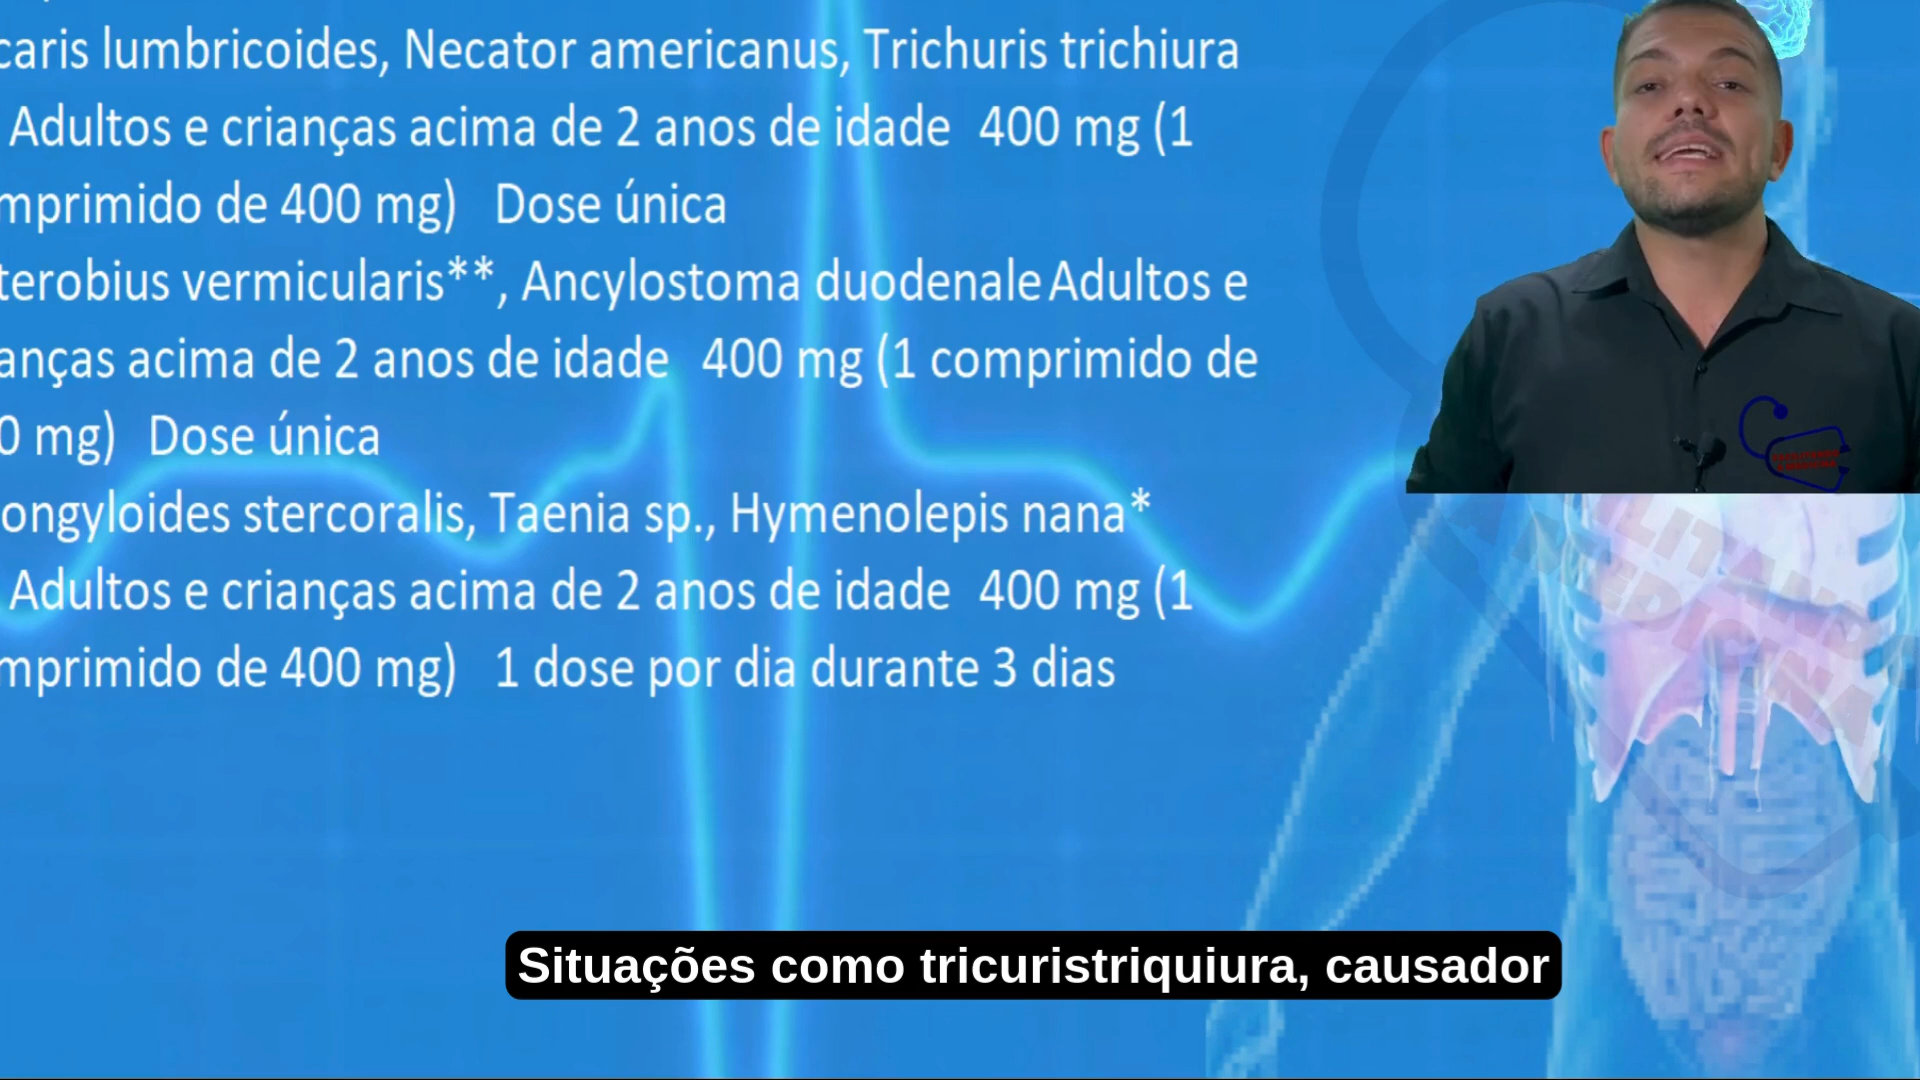 caris lumbricoides, Necator americanus, Trichuris trichiura
Adultos e crianças acima de 2 anos de idade 400 mg (1
mprimido de 400 mg) Dose única
terobius vermicularis**, Ancylostoma duodenale Adultos e
anças acima de 2 anos de idade 400 mg (1 comprimido de
0 mg) Dose única
ongyloides stercoralis, Taenia sp., Hymenolepis nana*
Adultos e crianças acima de 2 anos de idade 400 mg (1
mprimido de 400 mg) 1 dose por dia durante 3 dias
Situações como tricuristriquiura, causador